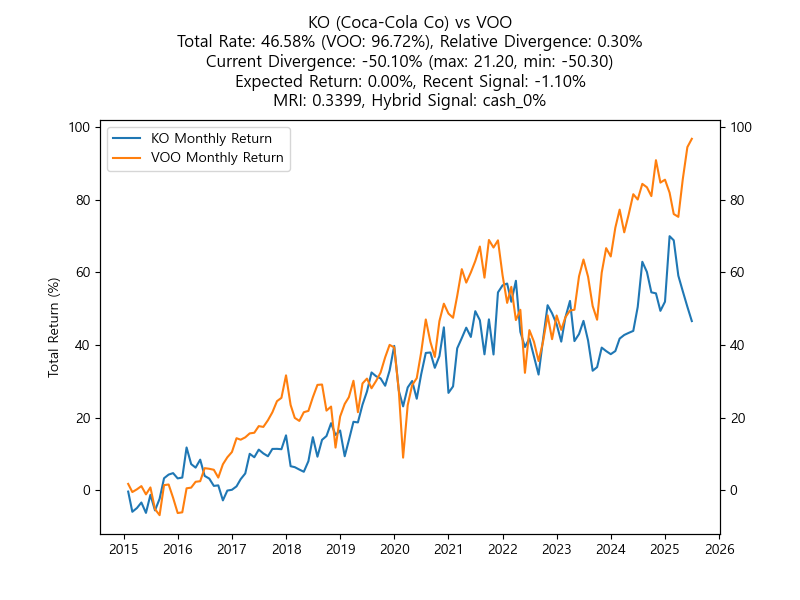 KO (Coca-Cola Co) vs VOO
Total Rate: 46.58% (VOO: 96.72%), Relative Divergence: 0.30%
Current Divergence: -50.10% (max: 21.20, min: -50.30)
Expected Return: 0.00%, Recent Signal: -1.10%
MRI: 0.3399, Hybrid Signal: cash_0%
KO Monthly Return
VOO Monthly Return
Total Return (%)
100
80
60
40
20
0
100
80
60
40
20
0
2015 2016 2017 2018 2019 2020 2021 2022 2023 2024 2025 2026